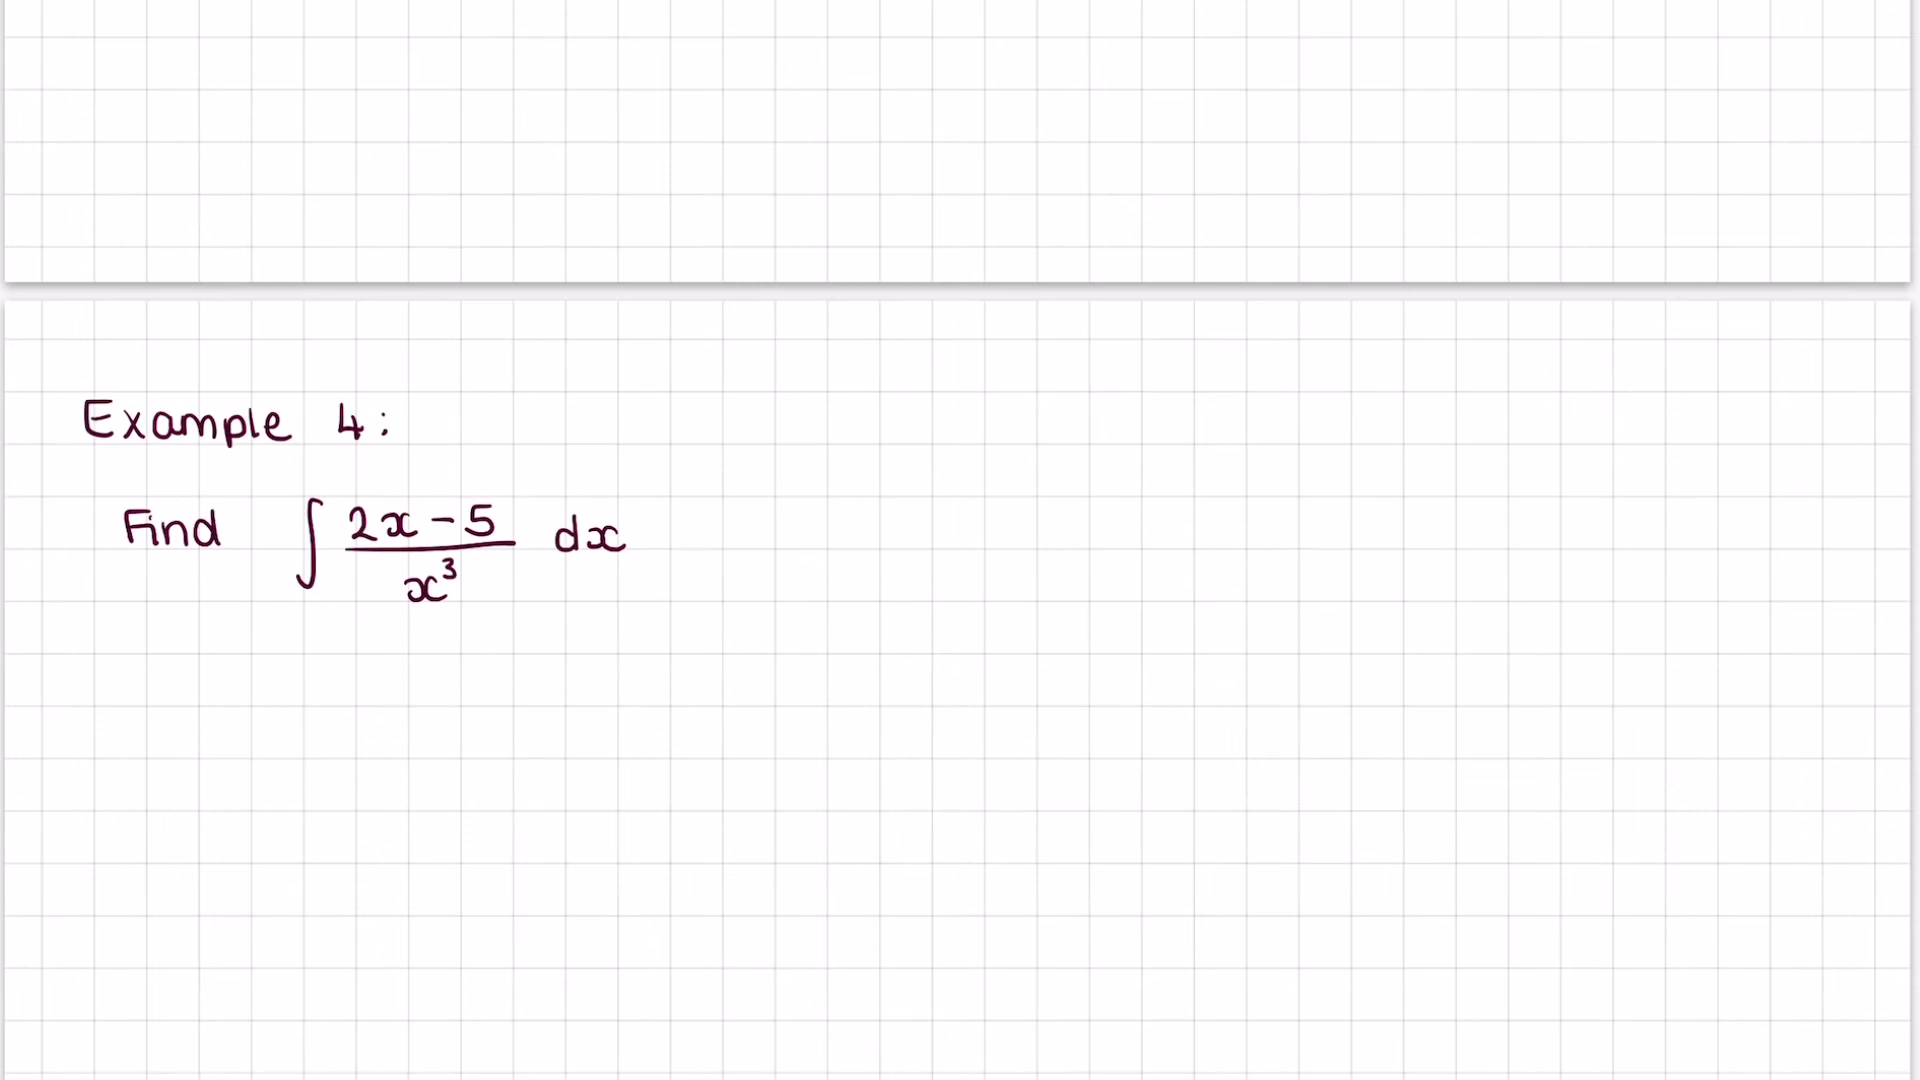 Example 4:
Find ∫ (2x - 5)/x³ dx